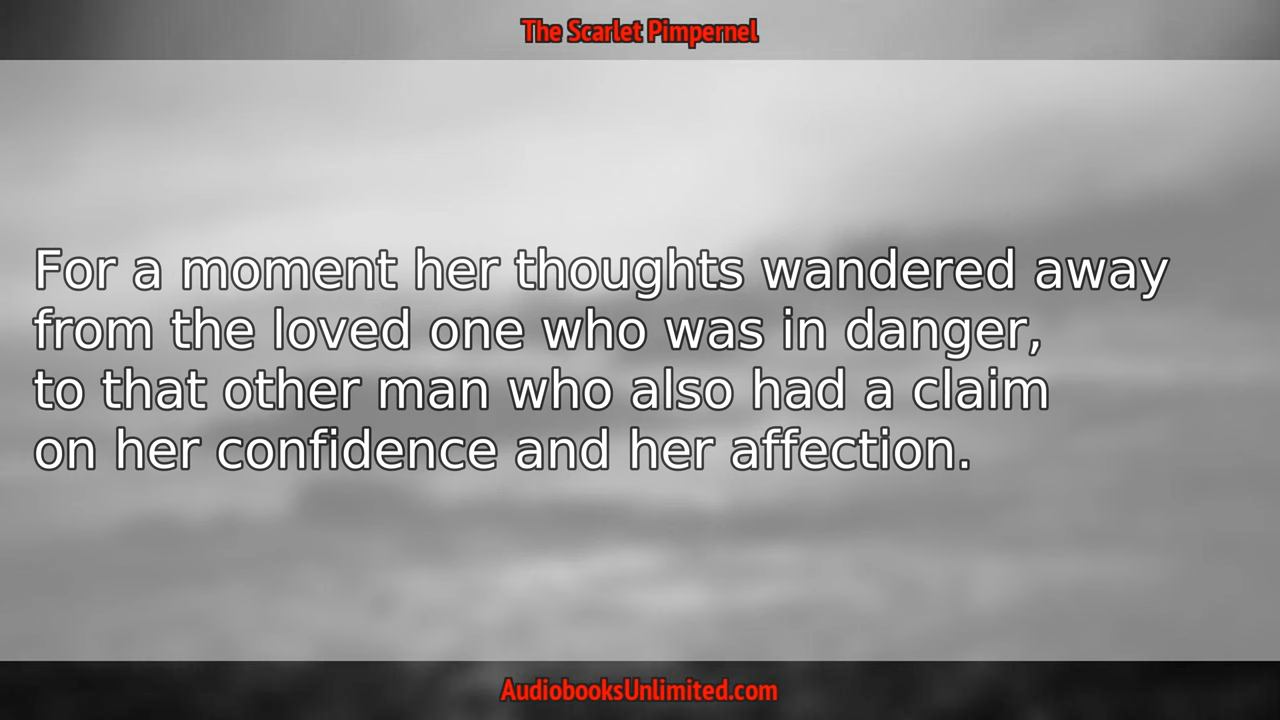 The Scarlet Pimpernel
For a moment her thoughts wandered away
from the loved one who was in danger,
to that other man who also had a claim
on her confidence and her affection.
AudiobooksUnlimited.com